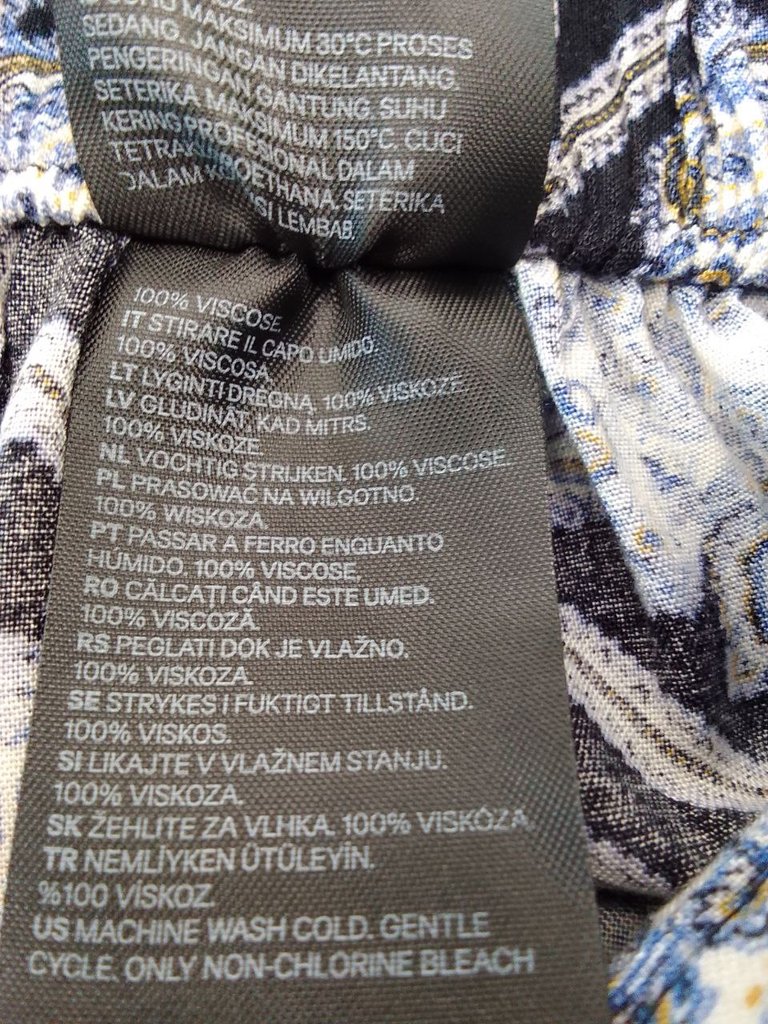 MAKSIMUM 30°C PROSES
SEDANG. JANGAN DIKELANTANG.
PENGERINGAN GANTUNG. SUHU
SETERIKA MAKSIMUM 150°C. CUCI
KERING PROFESIONAL DALAM
SETERIKA
LEMBAB.
100% VISCOSE
IT STIRARE IL CAPO UMIDO.
100% VISCOSA.
LT LYGINTI DRĖGNĄ. 100% VISKOZĖ.
LV GLUDINĀT, KAD MITRS.
100% VISKOZE.
NL VOCHTIG STRIJKEN. 100% VISCOSE.
PL PRASOWAĆ NA WILGOTNO.
100% WISKOZA.
PT PASSAR A FERRO ENQUANTO
HÚMIDO. 100% VISCOSE.
RO CĂLCAȚI CÂND ESTE UMED.
100% VISCOZĂ.
RS PEGLATI DOK JE VLAŽNO.
100% VISKOZA.
SE STRYKES I FUKTIGT TILLSTÅND.
100% VISKOS.
SI LIKAJTE V VLAŽNEM STANJU.
100% VISKOZA.
SK ŽEHLITE ZA VLHKA. 100% VISKÓZA.
TR NEMLİYKEN ÜTÜLEYİN.
%100 VİSKOZ.
US MACHINE WASH COLD. GENTLE
CYCLE. ONLY NON-CHLORINE BLEACH